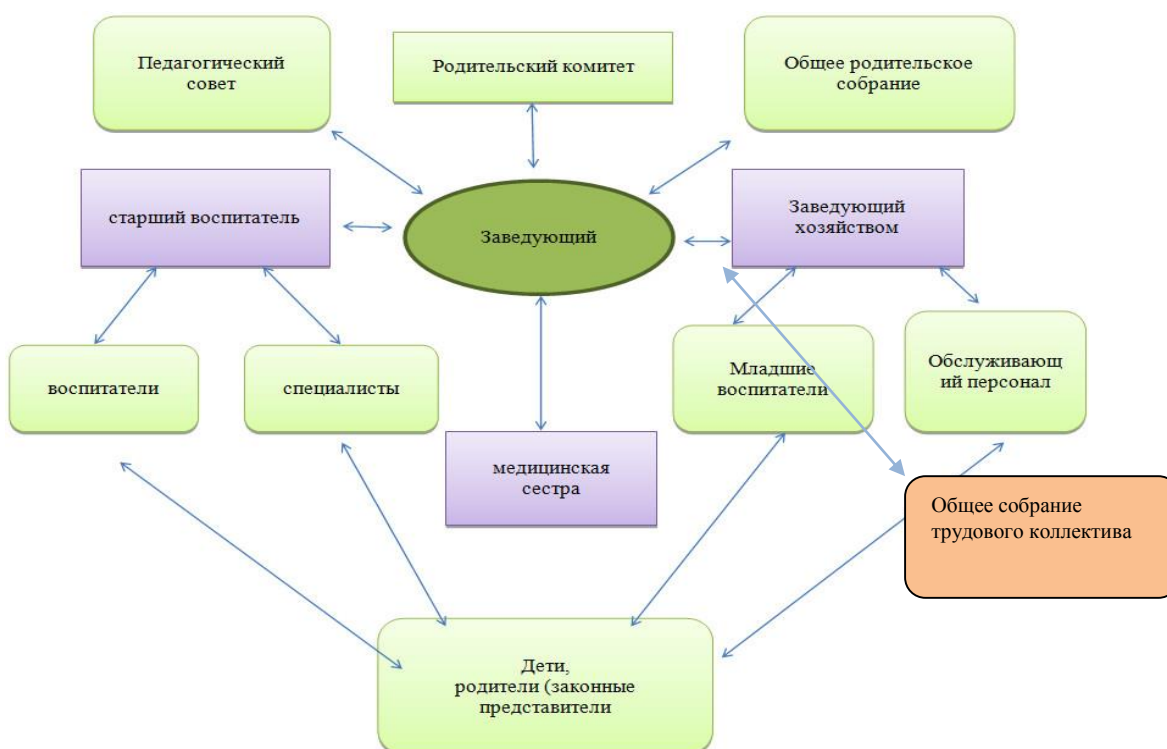 Педагогический
совет
Родительский комитет
Общее родительское
собрание
старший воспитатель
Заведующий
Заведующий
хозяйством
воспитатели
специалисты
Младшие
воспитатели
Обслуживающ
ий персонал
медицинская
сестра
Общее собрание
трудового коллектива
Дети,
родители (законные
представители